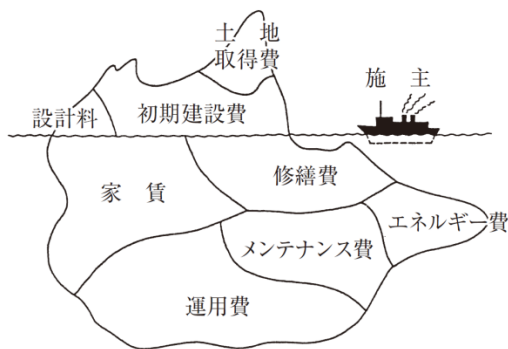 土地
取得費
施主
設計料
初期建設費
家賃
修繕費
エネルギー費
メンテナンス費
運用費